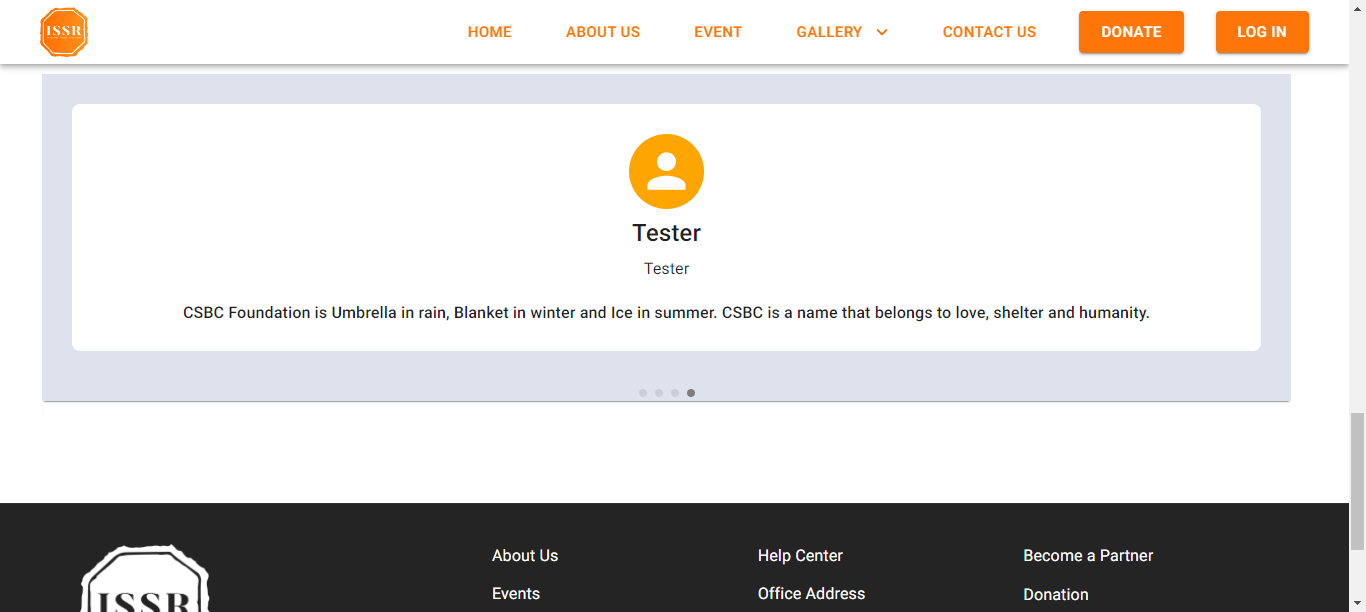 ISSR
HOME
ABOUT US
EVENT
GALLERY
CONTACT US
DONATE
LOG IN
Tester
Tester
CSBC Foundation is Umbrella in rain, Blanket in winter and Ice in summer. CSBC is a name that belongs to love, shelter and humanity.
ISSR
About Us
Events
Help Center
Office Address
Become a Partner
Donation